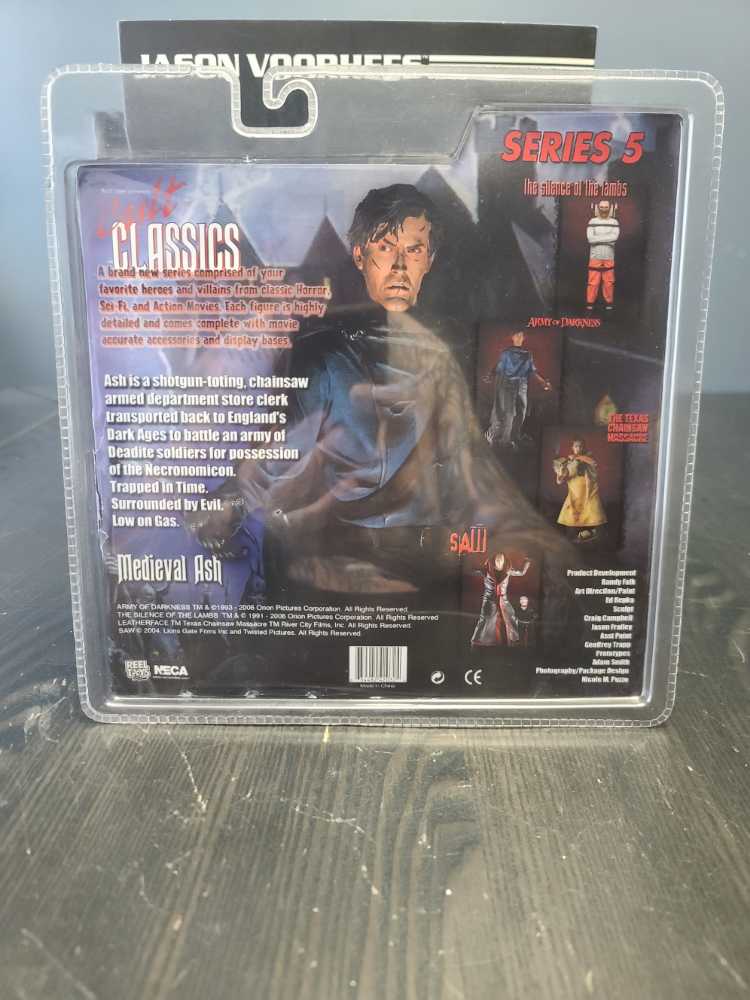 JASON VOORHEES™
SERIES 5
Cult
CLASSICS
A brand new series comprised of your
favorite heroes and villains from classic Horror,
Sci-Fi, and Action Movies. Each figure is highly
detailed and comes complete with movie
accurate accessories and display bases.
Ash is a shotgun-toting, chainsaw
armed department store clerk
transported back to England's
Dark Ages to battle an army of
Deadite soldiers for possession
of the Necronomicon.
Trapped in Time.
Surrounded by Evil.
Low on Gas.
Medieval Ash
the silence of the lambs
ARMY OF DARKNESS
THE TEXAS
CHAINSAW
MASSACRE
SAW
ARMY OF DARKNESS TM & ©1993 - 2006 Orion Pictures Corporation. All Rights Reserved.
THE SILENCE OF THE LAMBS TM & © 1991 - 2006 Orion Pictures Corporation. All Rights Reserved.
LEATHERFACE TM Texas Chainsaw Massacre TM River City Films, Inc. All Rights Reserved.
SAW © 2004, Lions Gate Films Inc and Twisted Pictures. All Rights Reserved.
REEL
TOYS
NECA
Made in China
CE
Product Development
Randy Falk
Art Direction/Paint
Ed Repka
Sculpt
Craig Campbell
Jason Frailey
Asst Paint
Geoffrey Trapp
Prototypes
Adam Smith
Photography/Package Design
Nicole M. Puzzo